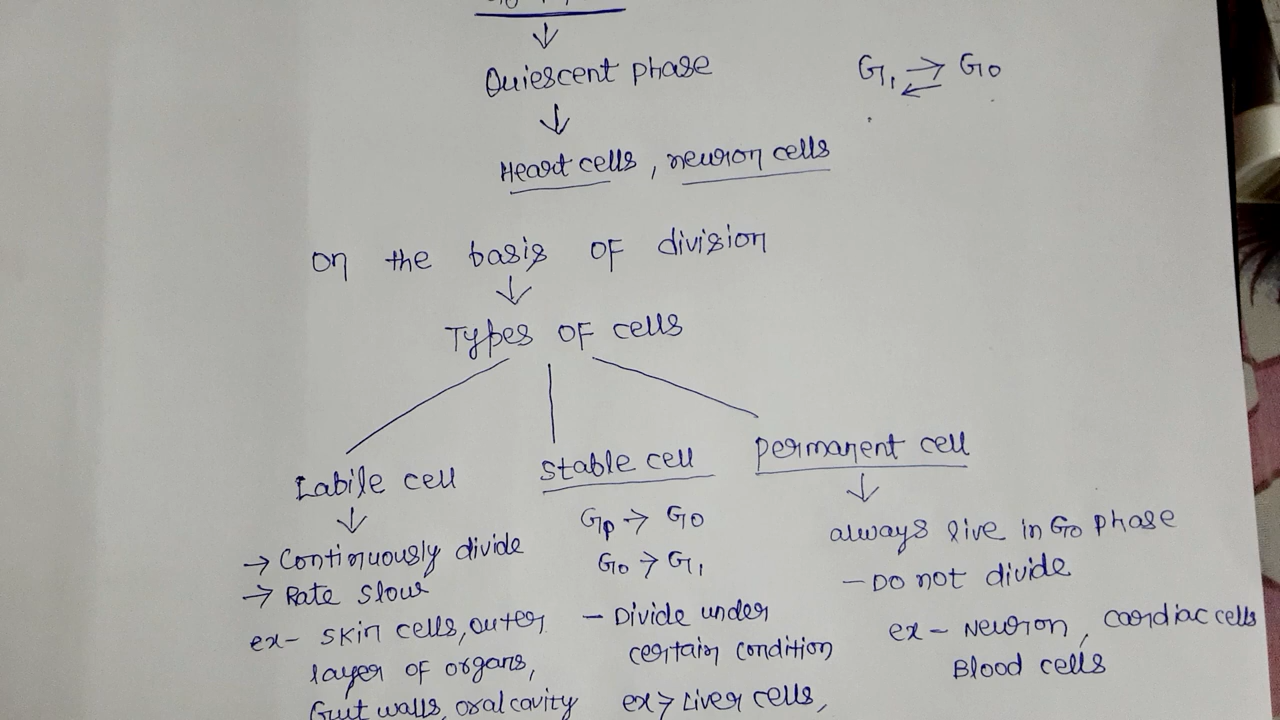 ↓
Quiescent phase
G₁ ⇌ G0
↓
Heart cells, neuron cells
on the basis OF division
↓
Types OF cells
Labile cell
↓
→ Continuously divide
→ Rate slow
ex- skin cells, outer
layer of organs,
Gut walls, oral cavity
Stable cell
Gp → G0
G0 → G₁
- Divide under
certain condition
ex → Liver cells,
permanent cell
↓
always live in G0 phase
- Do not divide
ex - Neuron, cardiac cells
Blood cells